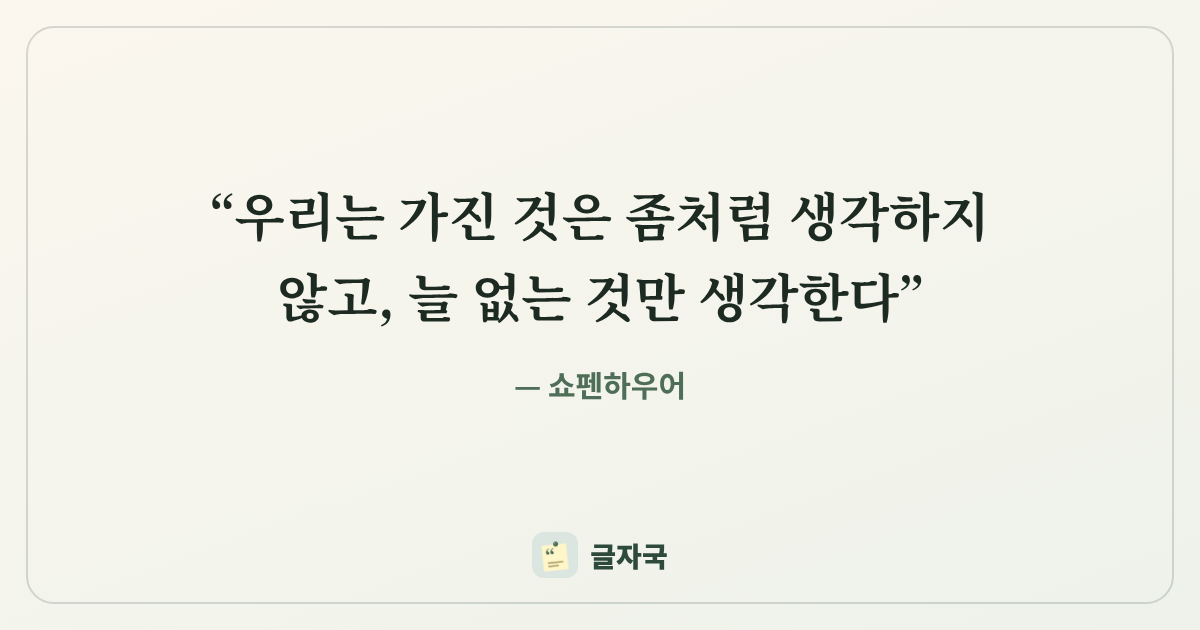 “우리는 가진 것은 좀처럼 생각하지
않고, 늘 없는 것만 생각한다”
— 쇼펜하우어
글자국